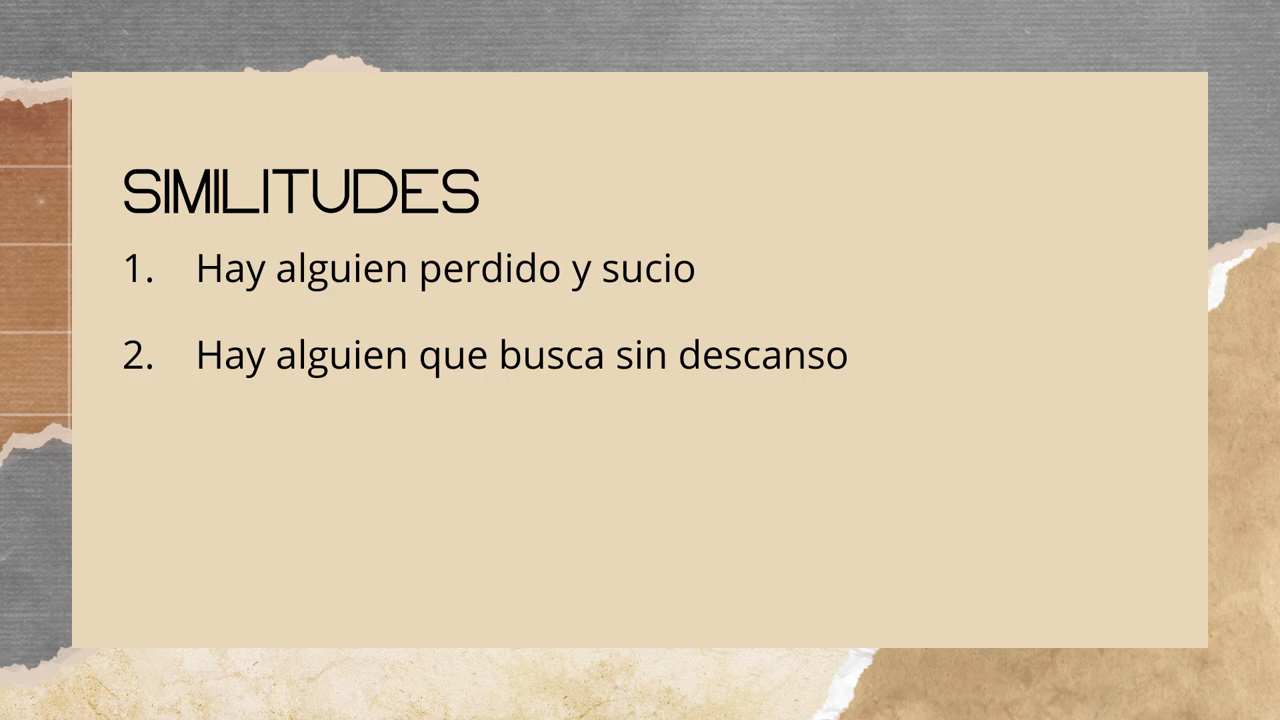 SIMILITUDES
1. Hay alguien perdido y sucio
2. Hay alguien que busca sin descanso